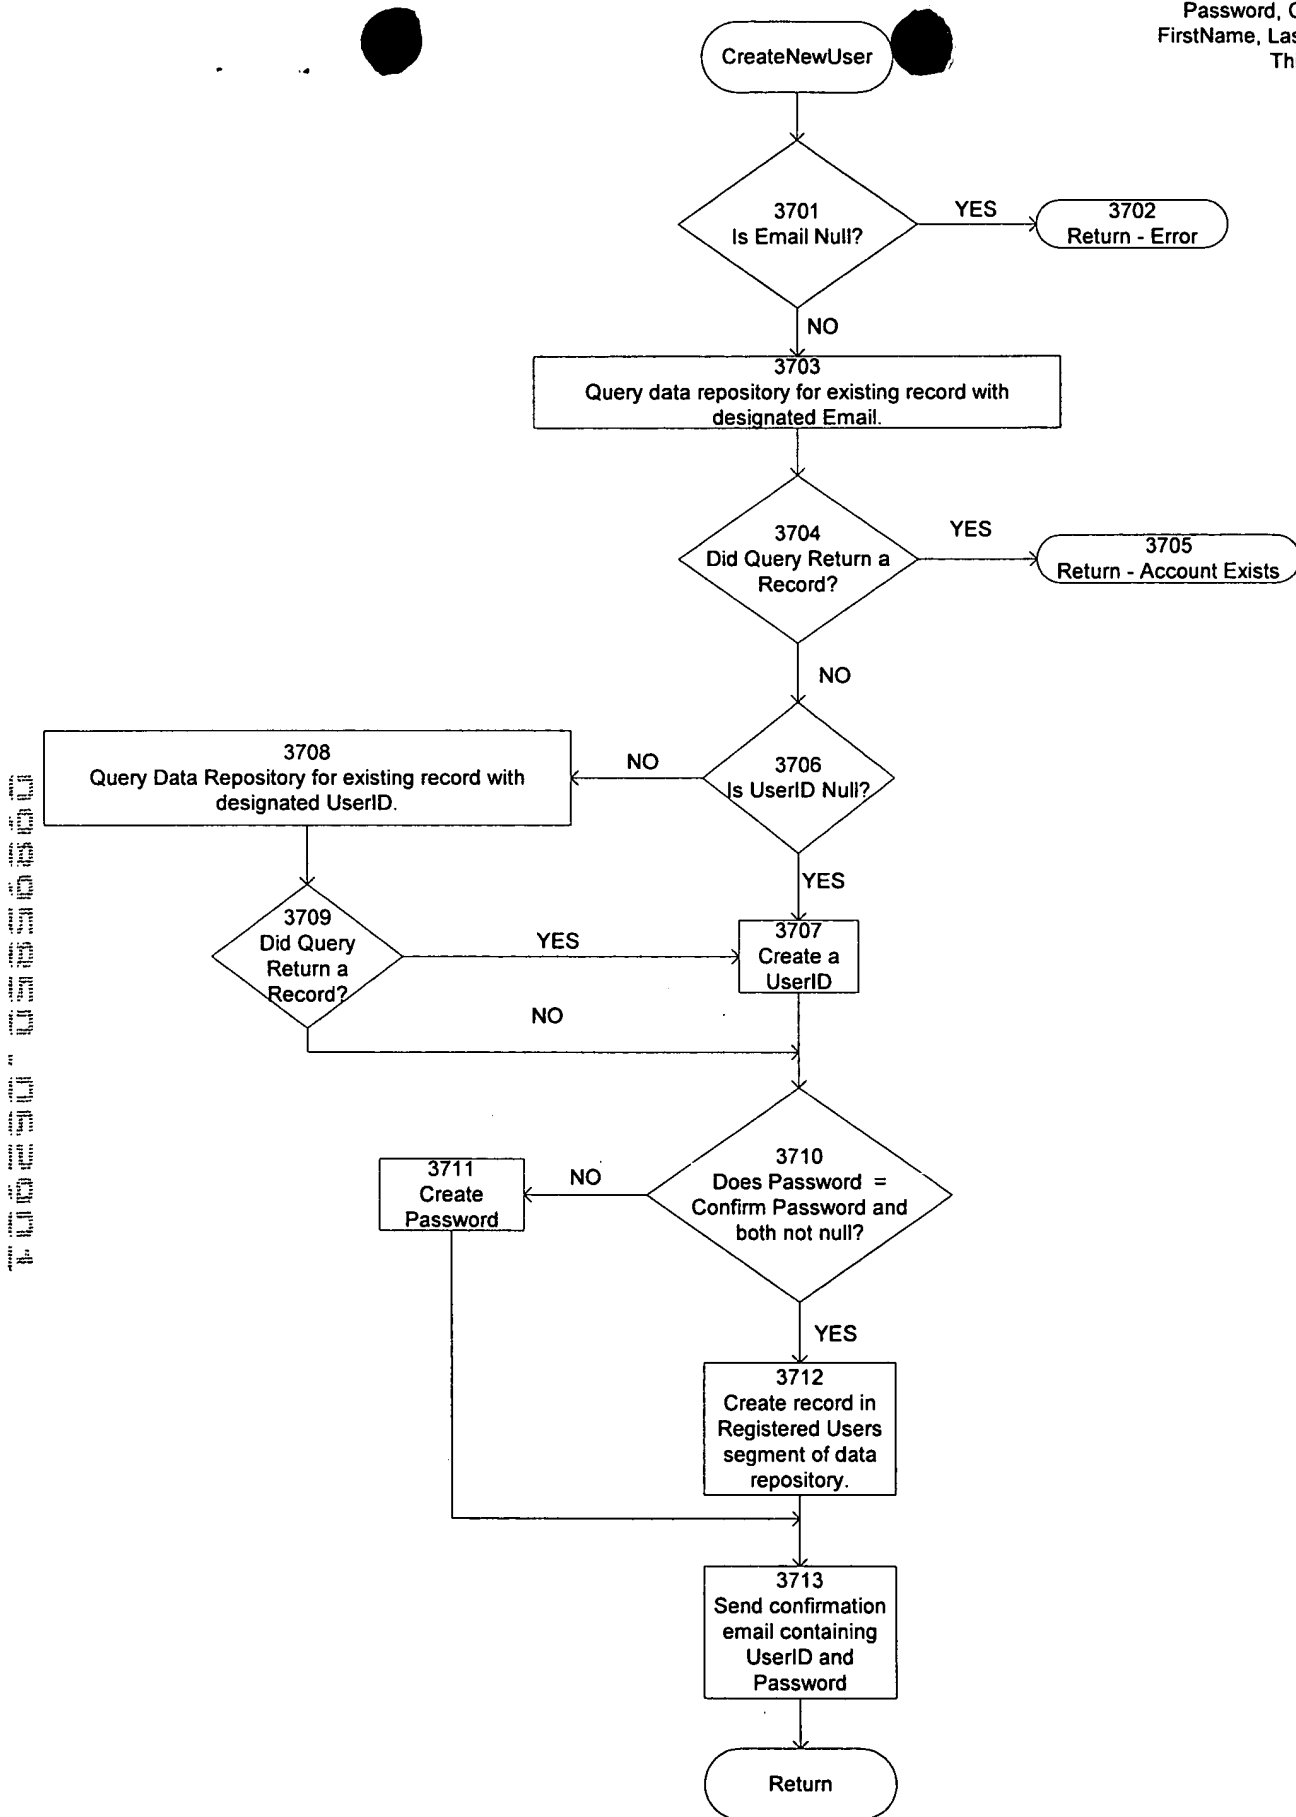 Password,
FirstName,
CreateNewUser
3701
Is Email Null?
YES
3702
Return - Error
NO
3703
Query data repository for existing record with
designated Email.
3704
Did Query Return a
Record?
YES
3705
Return - Account Exists
NO
3706
Is UserID Null?
NO
3708
Query Data Repository for existing record with
designated UserID.
YES
3709
Did Query
Return a
Record?
YES
3707
Create a
UserID
NO
3710
Does Password =
Confirm Password and
both not null?
NO
3711
Create
Password
YES
3712
Create record in
Registered Users
segment of data
repository.
3713
Send confirmation
email containing
UserID and
Password
Return